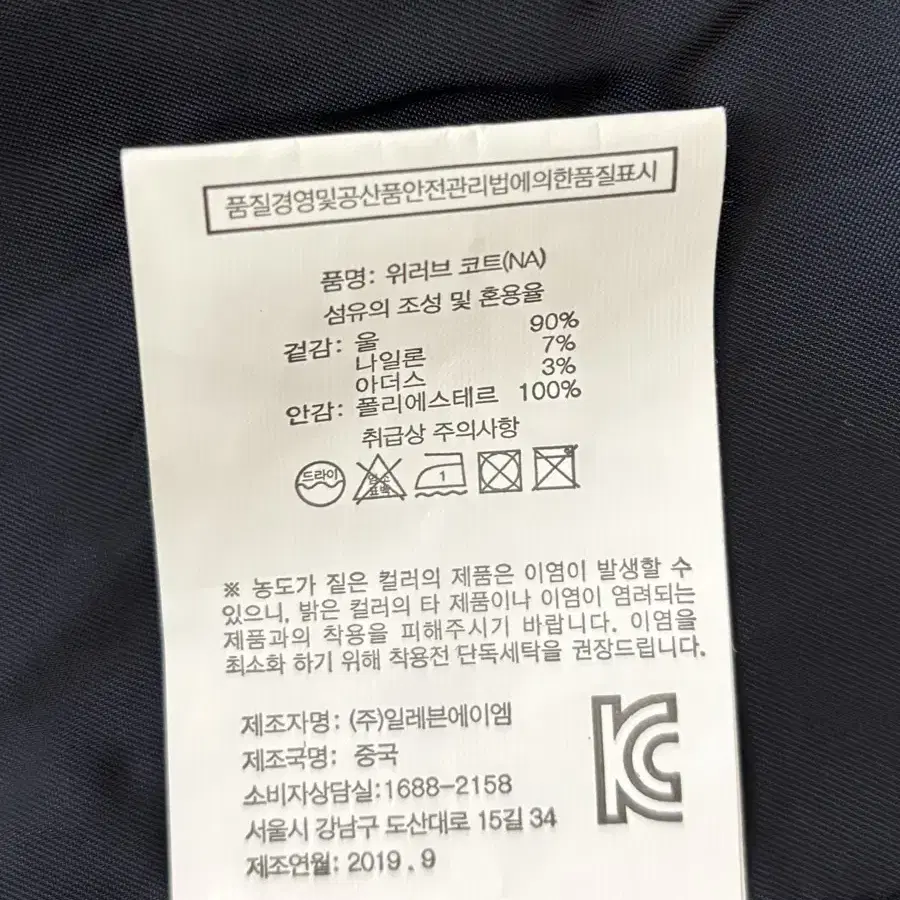 품질경영및공산품안전관리법에의한품질표시
품명: 위러브 코트(NA)
섬유의 조성 및 혼용율
겉감: 울 90%
나일론 7%
아더스 3%
안감: 폴리에스테르 100%
취급상 주의사항
드라이 염소 표백 1
※ 농도가 짙은 컬러의 제품은 이염이 발생할 수
있으니, 밝은 컬러의 타 제품이나 이염이 염려되는
제품과의 착용을 피해주시기 바랍니다. 이염을
최소화 하기 위해 착용전 단독세탁을 권장드립니다.
제조자명: (주)일레븐에이엠
제조국명: 중국
소비자상담실:1688-2158
서울시 강남구 도산대로 15길 34
제조연월: 2019.9
KC